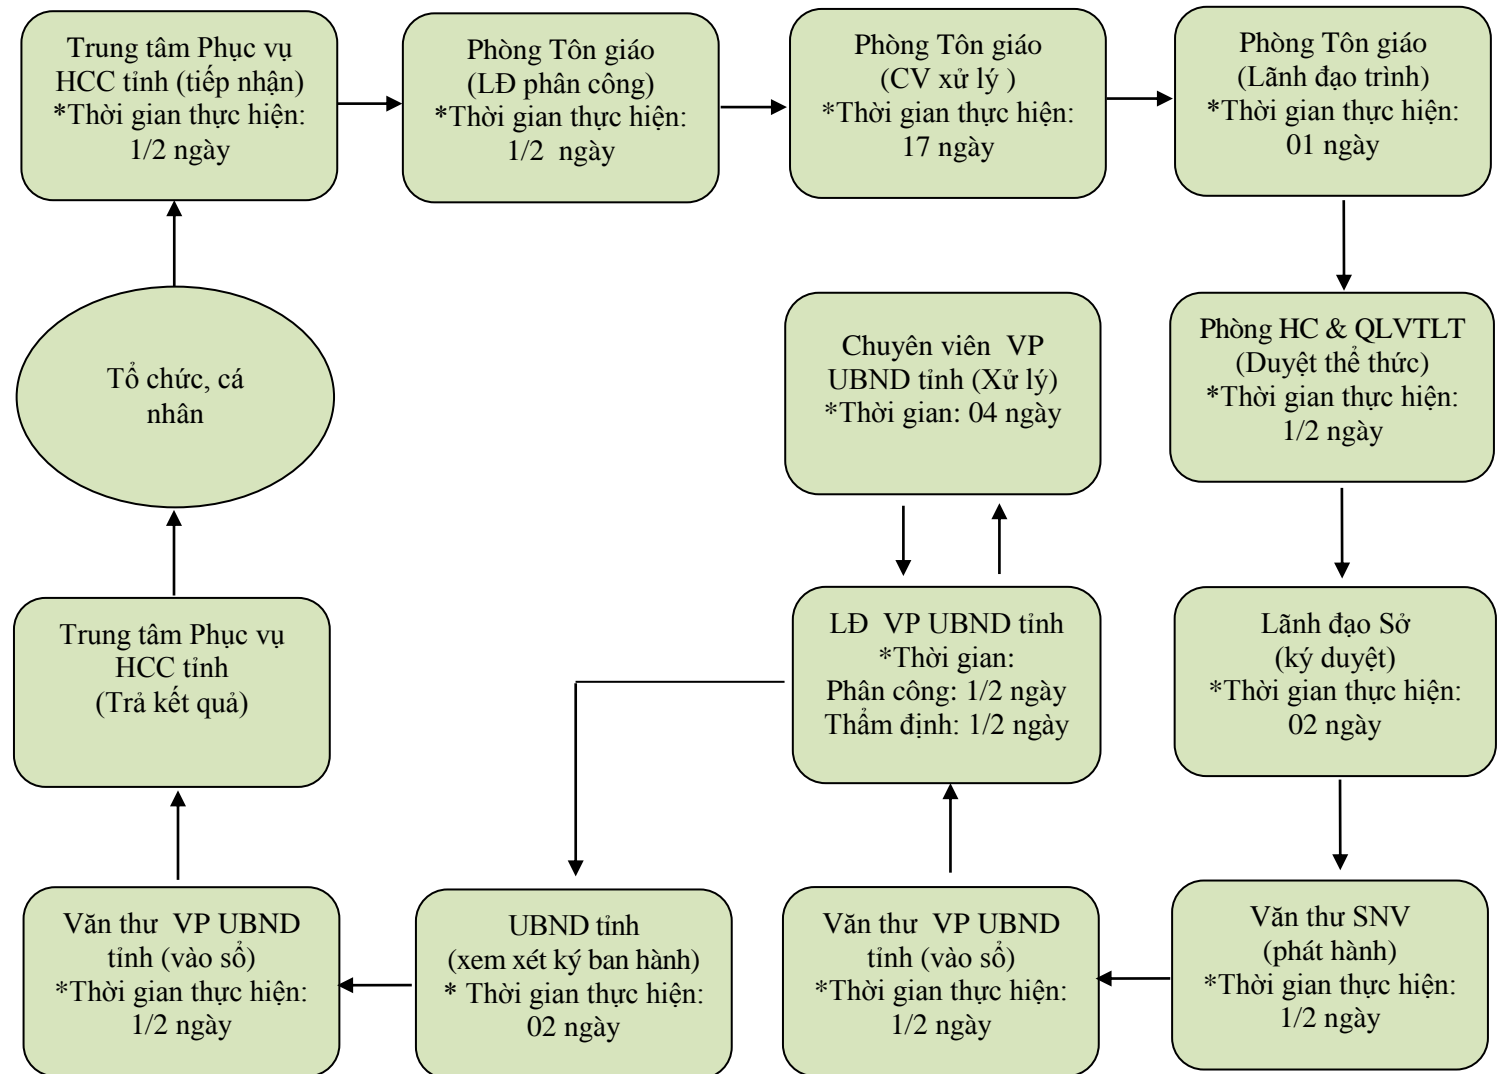 Trung tâm Phục vụ
HCC tỉnh (tiếp nhận)
*Thời gian thực hiện:
1/2 ngày
Phòng Tôn giáo
(LĐ phân công)
*Thời gian thực hiện:
1/2 ngày
Phòng Tôn giáo
(CV xử lý )
*Thời gian thực hiện:
17 ngày
Phòng Tôn giáo
(Lãnh đạo trình)
*Thời gian thực hiện:
01 ngày
Tổ chức, cá
nhân
Chuyên viên VP
UBND tỉnh (Xử lý)
*Thời gian: 04 ngày
Phòng HC & QLVTLT
(Duyệt thể thức)
*Thời gian thực hiện:
1/2 ngày
Trung tâm Phục vụ
HCC tỉnh
(Trả kết quả)
LĐ VP UBND tỉnh
*Thời gian:
Phân công: 1/2 ngày
Thẩm định: 1/2 ngày
Lãnh đạo Sở
(ký duyệt)
*Thời gian thực hiện:
02 ngày
Văn thư VP UBND
tỉnh (vào sổ)
*Thời gian thực hiện:
1/2 ngày
UBND tỉnh
(xem xét ký ban hành)
* Thời gian thực hiện:
02 ngày
Văn thư VP UBND
tỉnh (vào sổ)
*Thời gian thực hiện:
1/2 ngày
Văn thư SNV
(phát hành)
*Thời gian thực hiện:
1/2 ngày